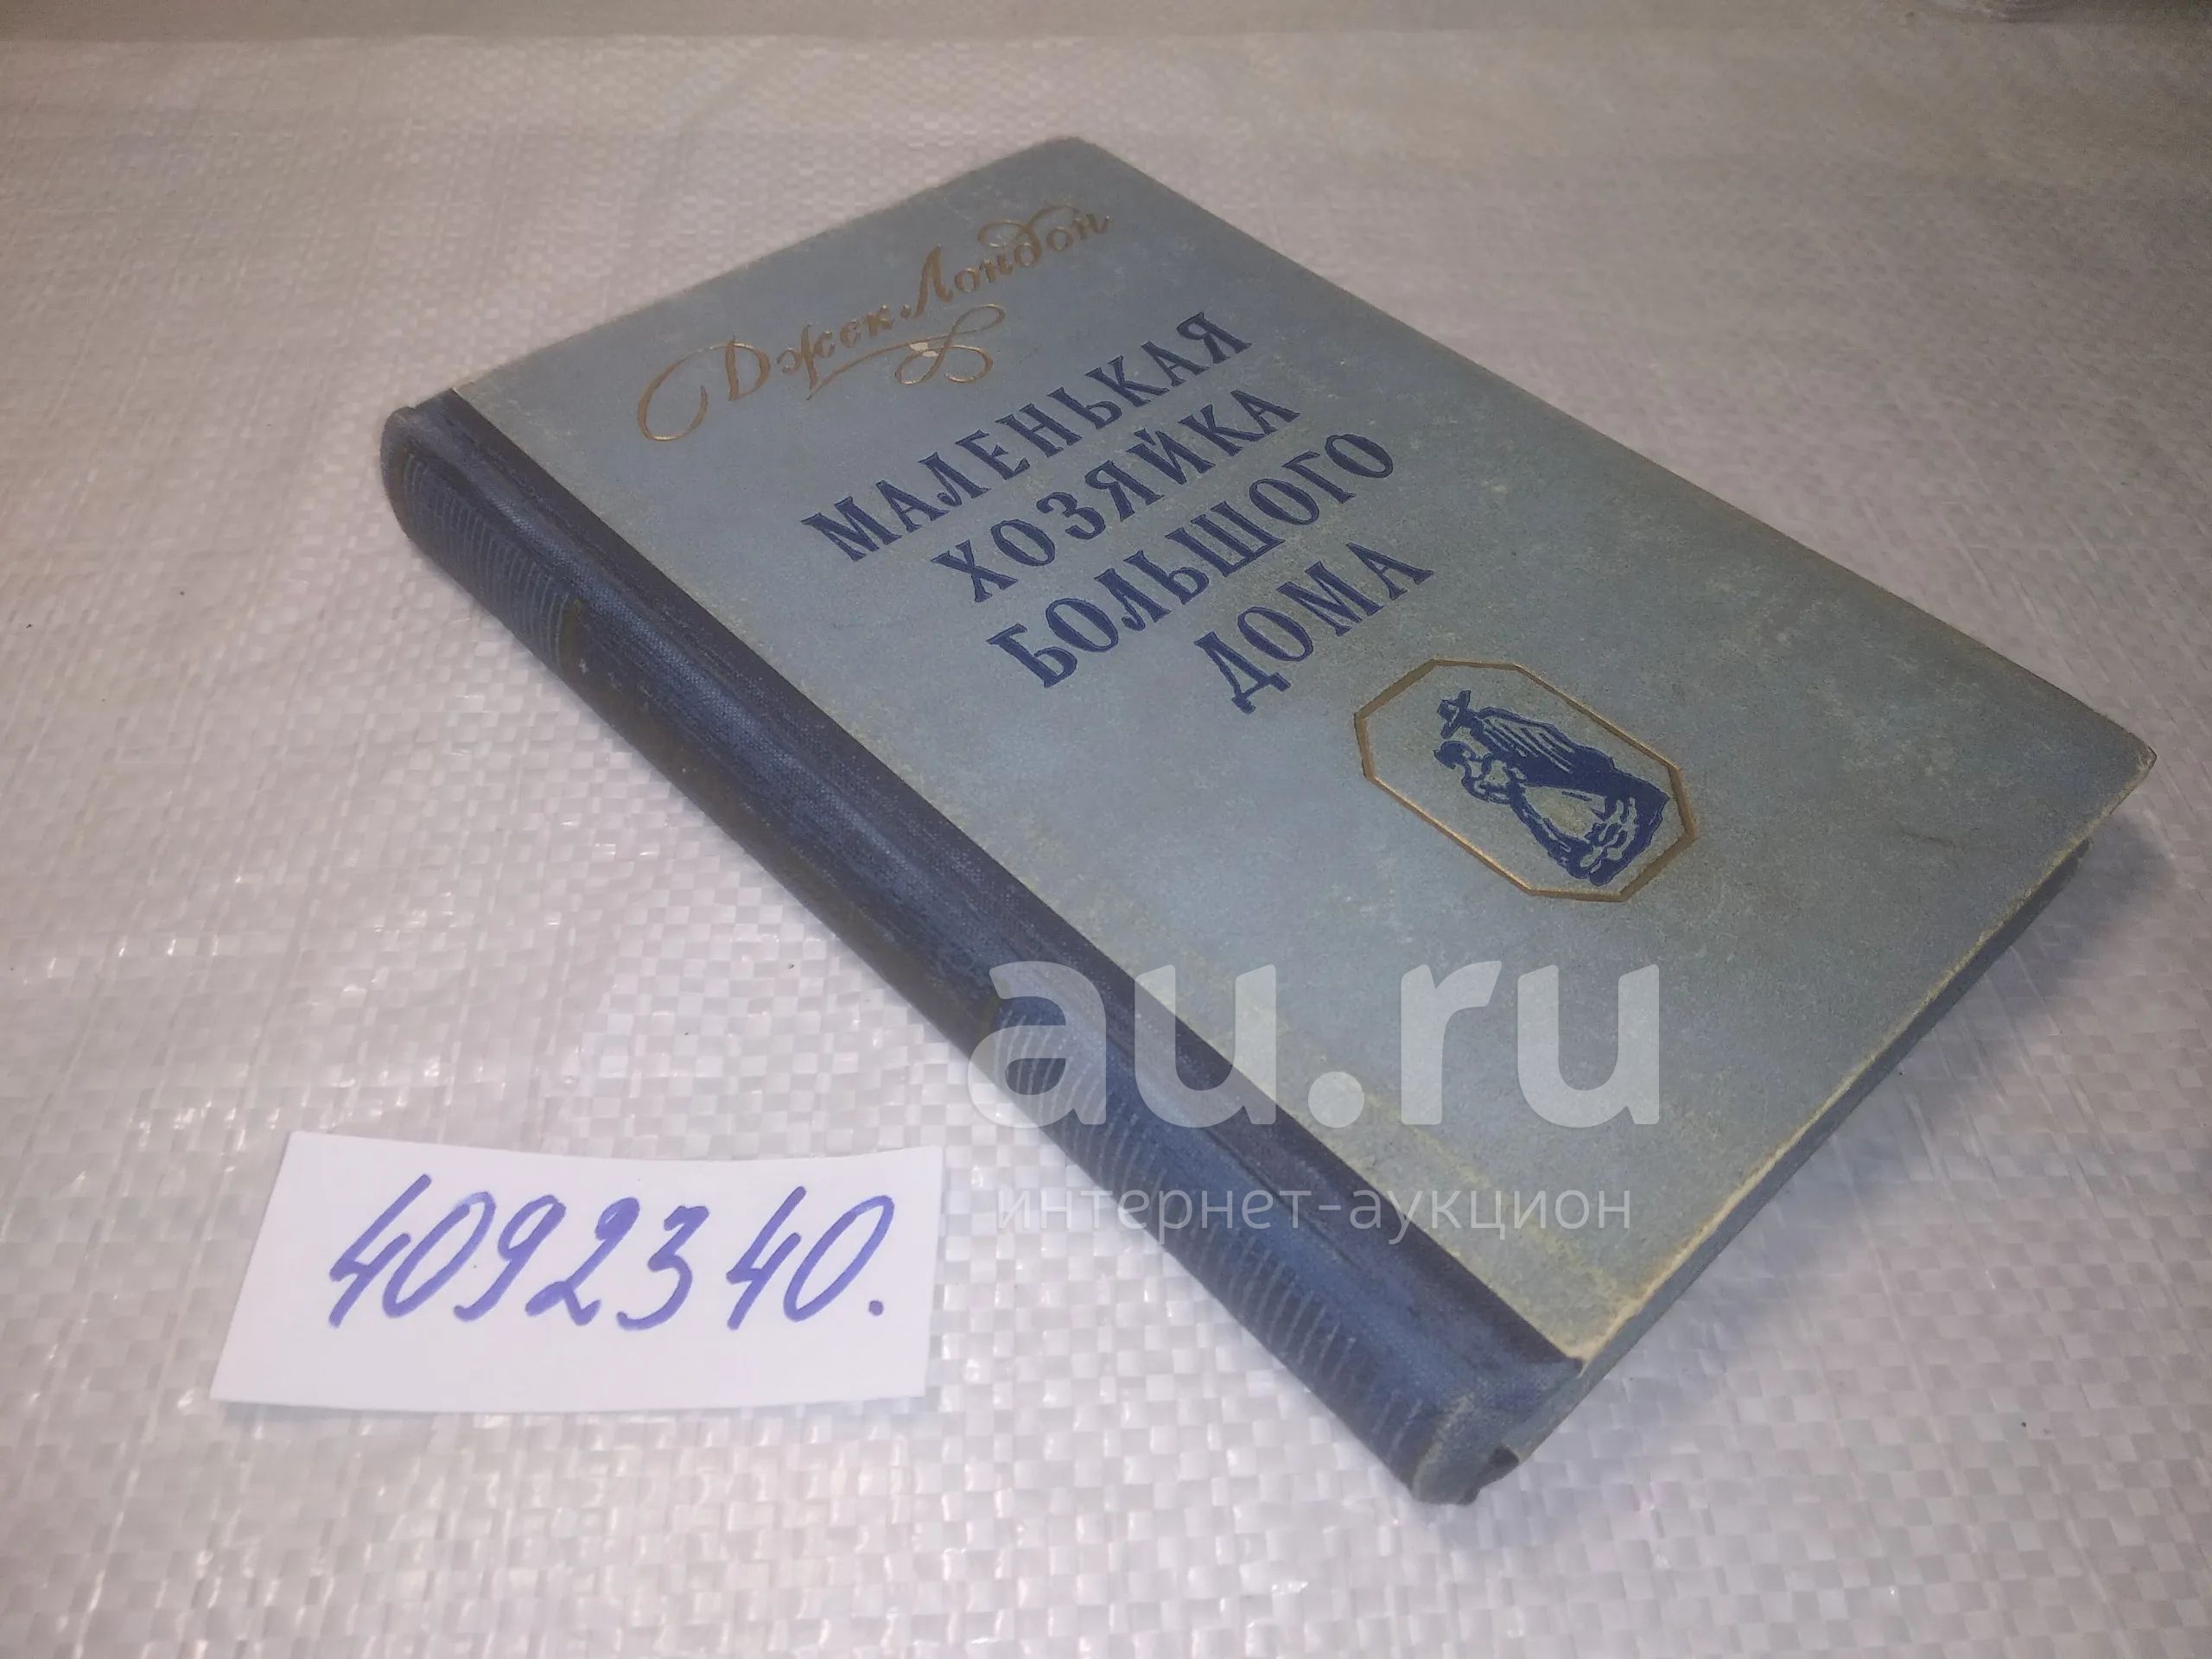 Джек Лондон
МАЛЕНЬКАЯ
ХОЗЯЙКА
БОЛЬШОГО
ДОМА
au.ru
интернет-аукцион
4092340.